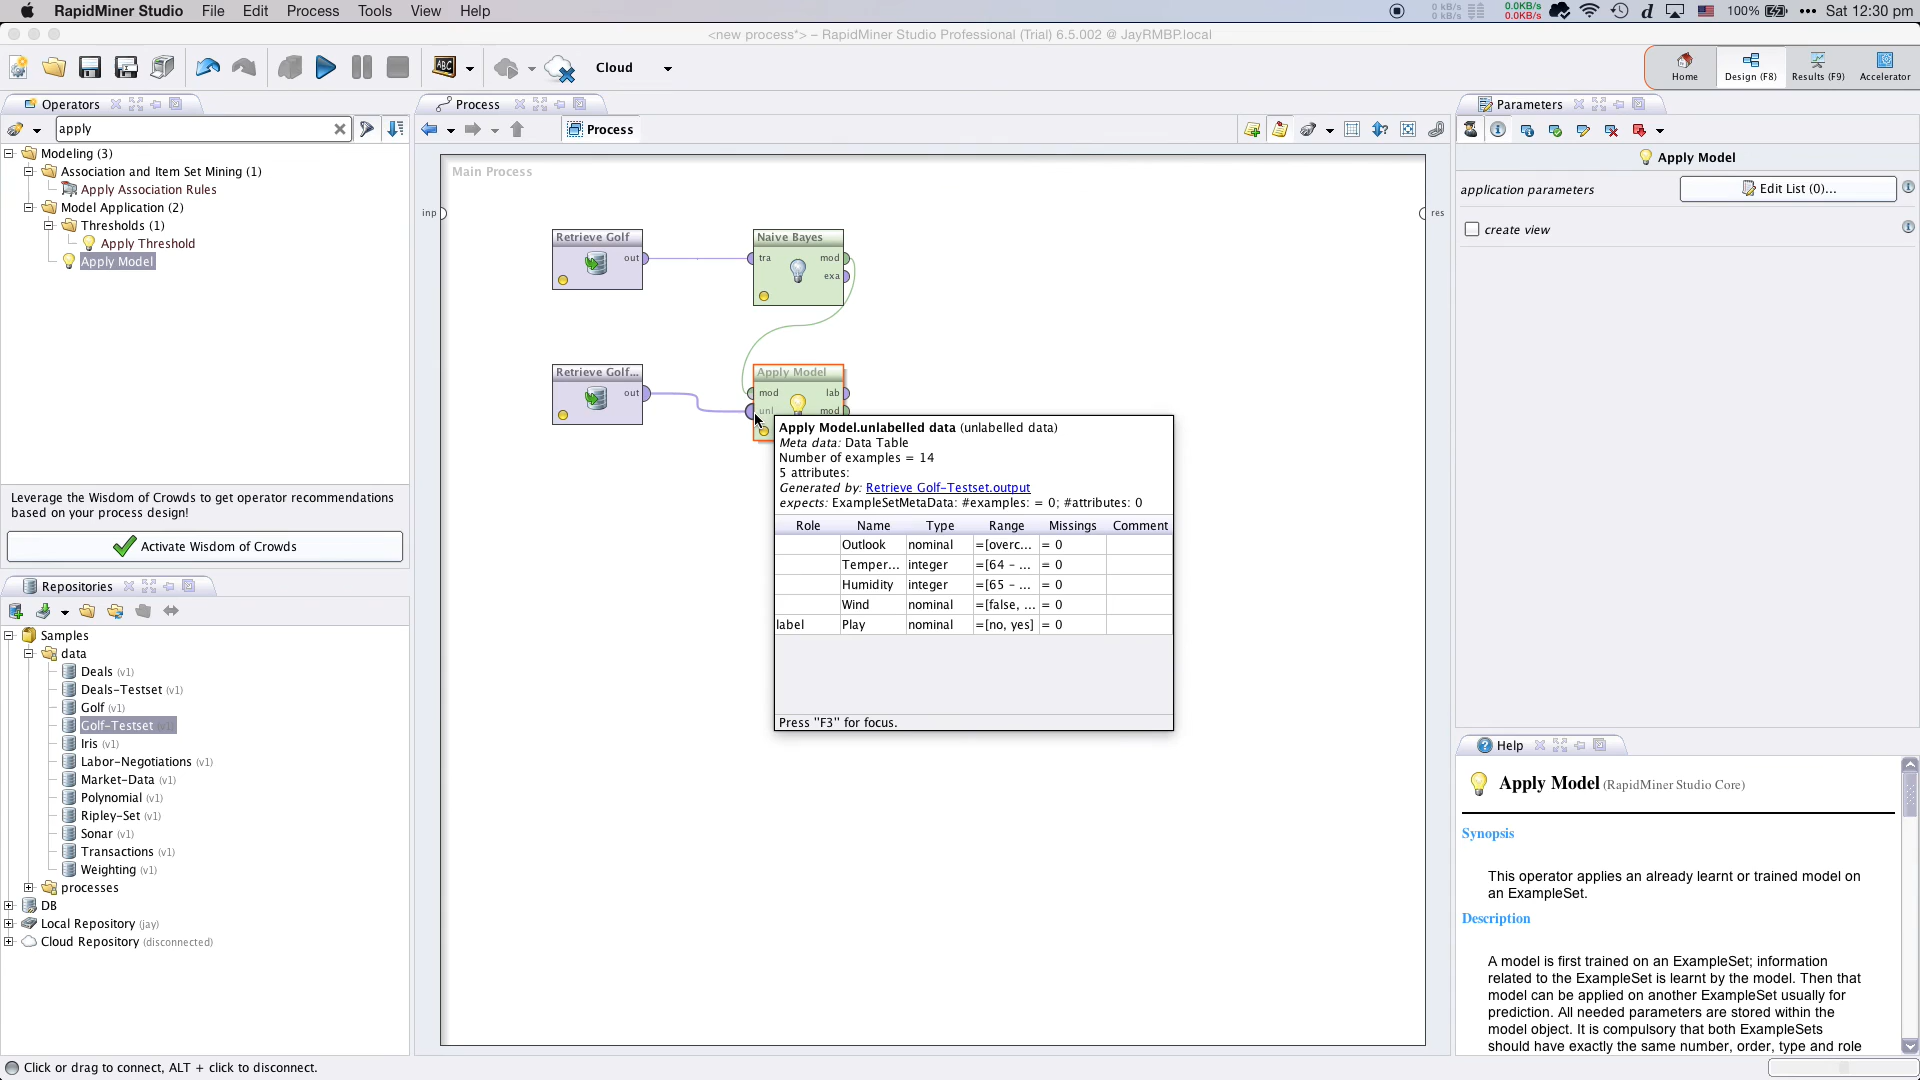 RapidMiner Studio File Edit Process Tools View Help
0 kB/s
0 kB/s
0.0KB/s
0.0KB/s
100% Sat 12:30 pm
<new process*> – RapidMiner Studio Professional (Trial) 6.5.002 @ JayRMBP.local
ABC
Cloud
Home
Design (F8)
Results (F9)
Accelerator
Operators
apply
Modeling (3)
Association and Item Set Mining (1)
Apply Association Rules
Model Application (2)
Thresholds (1)
Apply Threshold
Apply Model
Leverage the Wisdom of Crowds to get operator recommendations
based on your process design!
Activate Wisdom of Crowds
Repositories
Samples
data
Deals (v1)
Deals-Testset (v1)
Golf (v1)
Golf-Testset (v1)
Iris (v1)
Labor-Negotiations (v1)
Market-Data (v1)
Polynomial (v1)
Ripley-Set (v1)
Sonar (v1)
Transactions (v1)
Weighting (v1)
processes
DB
Local Repository (jay)
Cloud Repository (disconnected)
Process
Process
Main Process
inp
res
Retrieve Golf
out
Naive Bayes
tra
mod
exa
Retrieve Golf...
out
Apply Model
mod
lab
unl
mod
Apply Model.unlabelled data (unlabelled data)
Meta data: Data Table
Number of examples = 14
5 attributes:
Generated by: Retrieve Golf-Testset.output
expects: ExampleSetMetaData: #examples: = 0; #attributes: 0
Role Name Type Range Missings Comment
Outlook nominal =[overc... = 0
Temper... integer =[64 – ... = 0
Humidity integer =[65 – ... = 0
Wind nominal =[false, ... = 0
label Play nominal =[no, yes] = 0
Press "F3" for focus.
Parameters
Apply Model
application parameters
Edit List (0)...
create view
Help
Apply Model (RapidMiner Studio Core)
Synopsis
This operator applies an already learnt or trained model on
an ExampleSet.
Description
A model is first trained on an ExampleSet; information
related to the ExampleSet is learnt by the model. Then that
model can be applied on another ExampleSet usually for
prediction. All needed parameters are stored within the
model object. It is compulsory that both ExampleSets
should have exactly the same number, order, type and role
Click or drag to connect, ALT + click to disconnect.